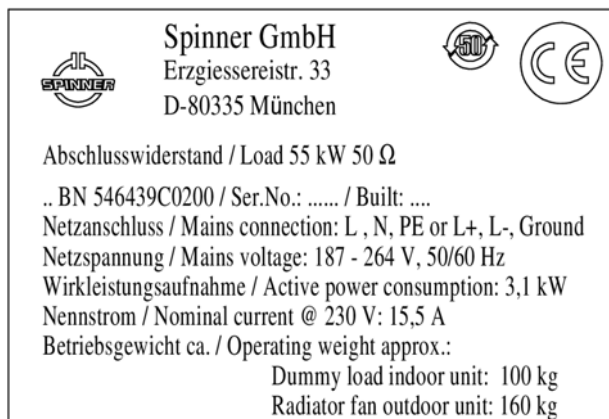 Spinner GmbH
Erzgiessereistr. 33
D-80335 München
SPINNER
50
CE
Abschlusswiderstand / Load 55 kW 50 Ω
.. BN 546439C0200 / Ser.No.: ...... / Built: ....
Netzanschluss / Mains connection: L , N, PE or L+, L-, Ground
Netzspannung / Mains voltage: 187 - 264 V, 50/60 Hz
Wirkleistungsaufnahme / Active power consumption: 3,1 kW
Nennstrom / Nominal current @ 230 V: 15,5 A
Betriebsgewicht ca. / Operating weight approx.:
Dummy load indoor unit: 100 kg
Radiator fan outdoor unit: 160 kg